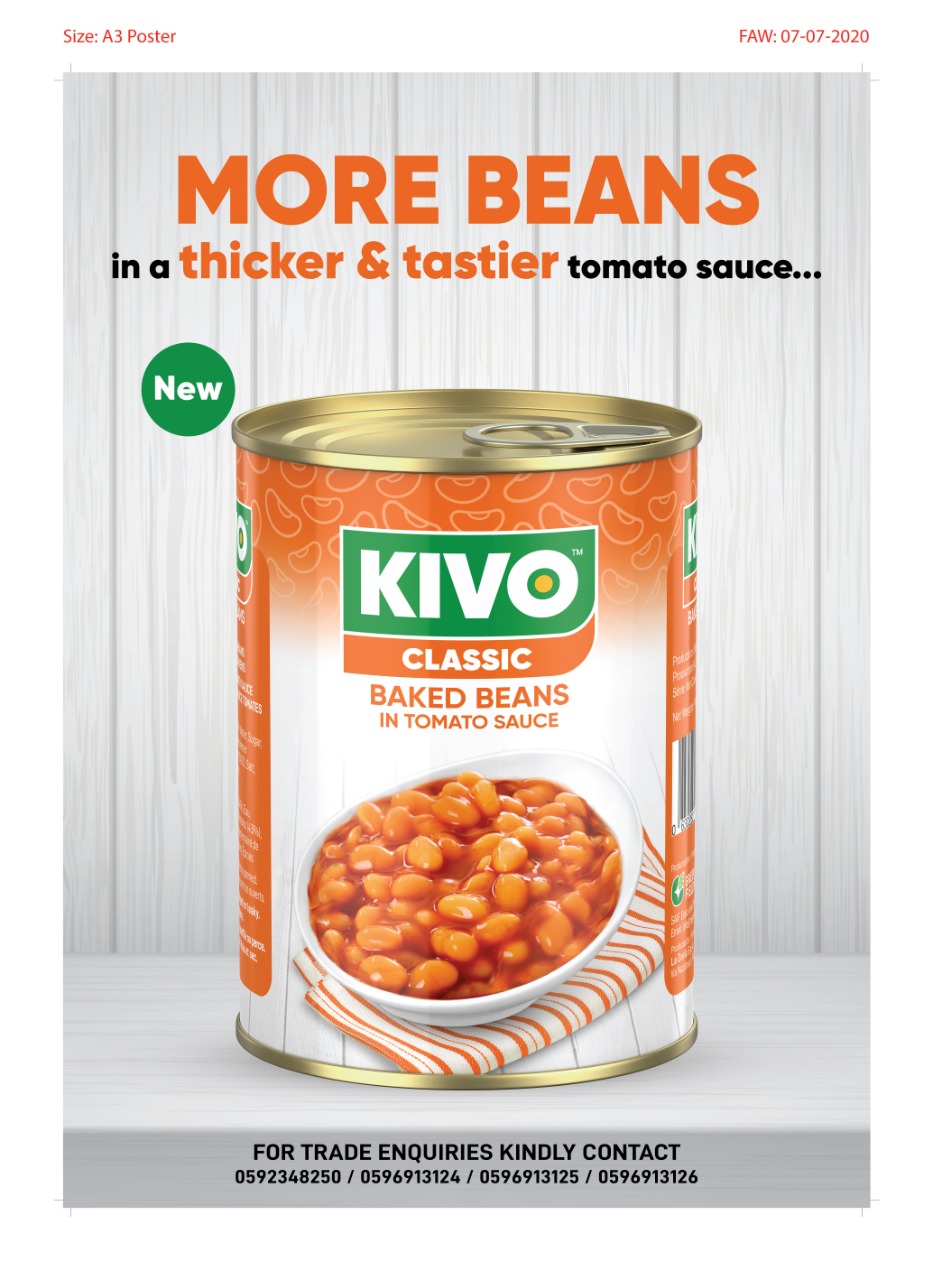 Size: A3 Poster
FAW: 07-07-2020
MORE BEANS
in a thicker & tastier tomato sauce...
New
KIVO™
CLASSIC
BAKED BEANS
IN TOMATO SAUCE
FOR TRADE ENQUIRIES KINDLY CONTACT
0592348250 / 0596913124 / 0596913125 / 0596913126